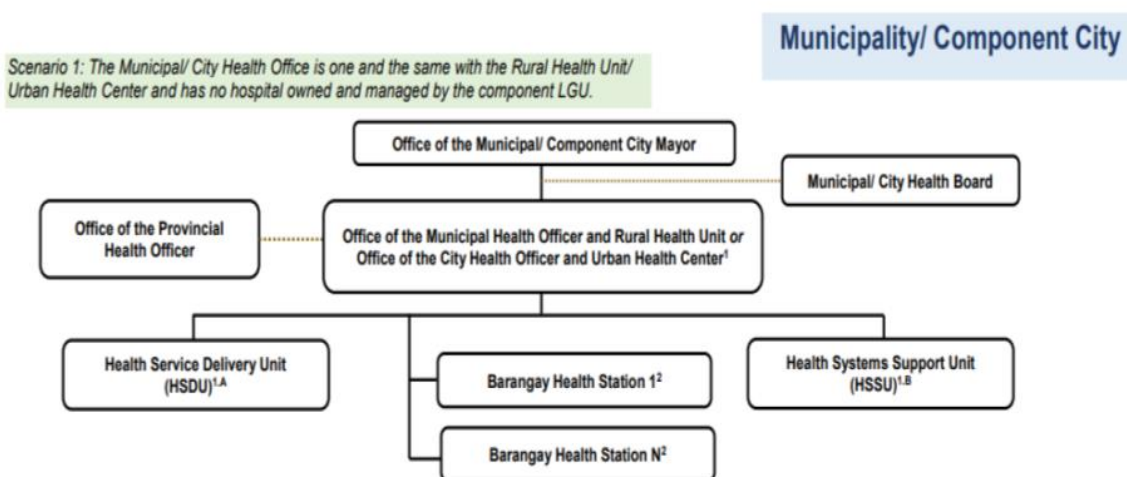 Municipality/ Component City
Scenario 1: The Municipal/ City Health Office is one and the same with the Rural Health Unit/
Urban Health Center and has no hospital owned and managed by the component LGU.
Office of the Municipal/ Component City Mayor
Municipal/ City Health Board
Office of the Provincial
Health Officer
Office of the Municipal Health Officer and Rural Health Unit or
Office of the City Health Officer and Urban Health Center¹
Health Service Delivery Unit
(HSDU)1.A
Barangay Health Station 1²
Barangay Health Station N²
Health Systems Support Unit
(HSSU)1.B